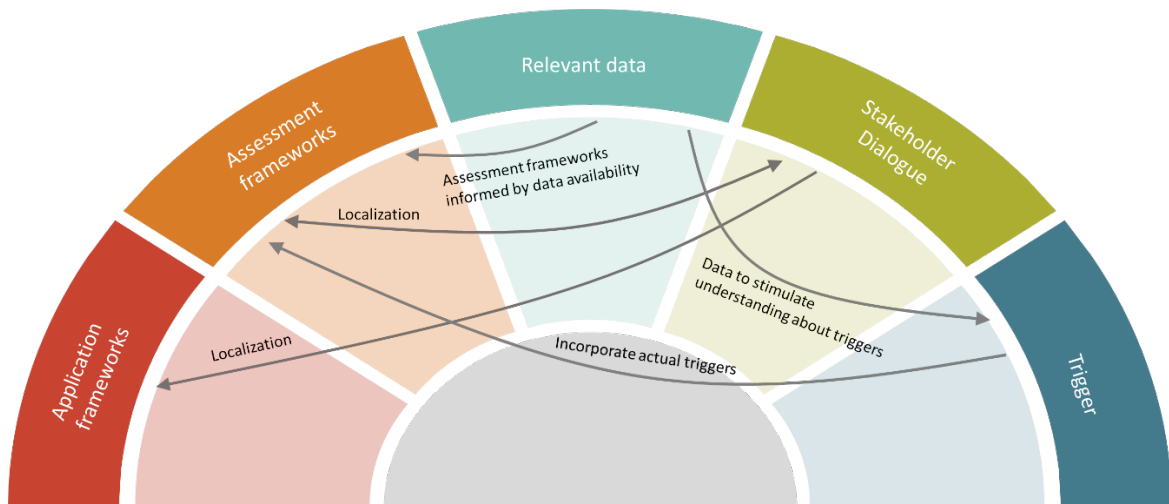 Relevant data
Assessment
frameworks
Stakeholder
Dialogue
Application
frameworks
Trigger
Assessment frameworks
informed by data availability
Localization
Data to stimulate
understanding about triggers
Localization
Incorporate actual triggers